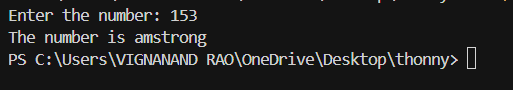 Enter the number: 153
The number is amstrong
PS C:\Users\VIGNANAND RAO\OneDrive\Desktop\thonny>